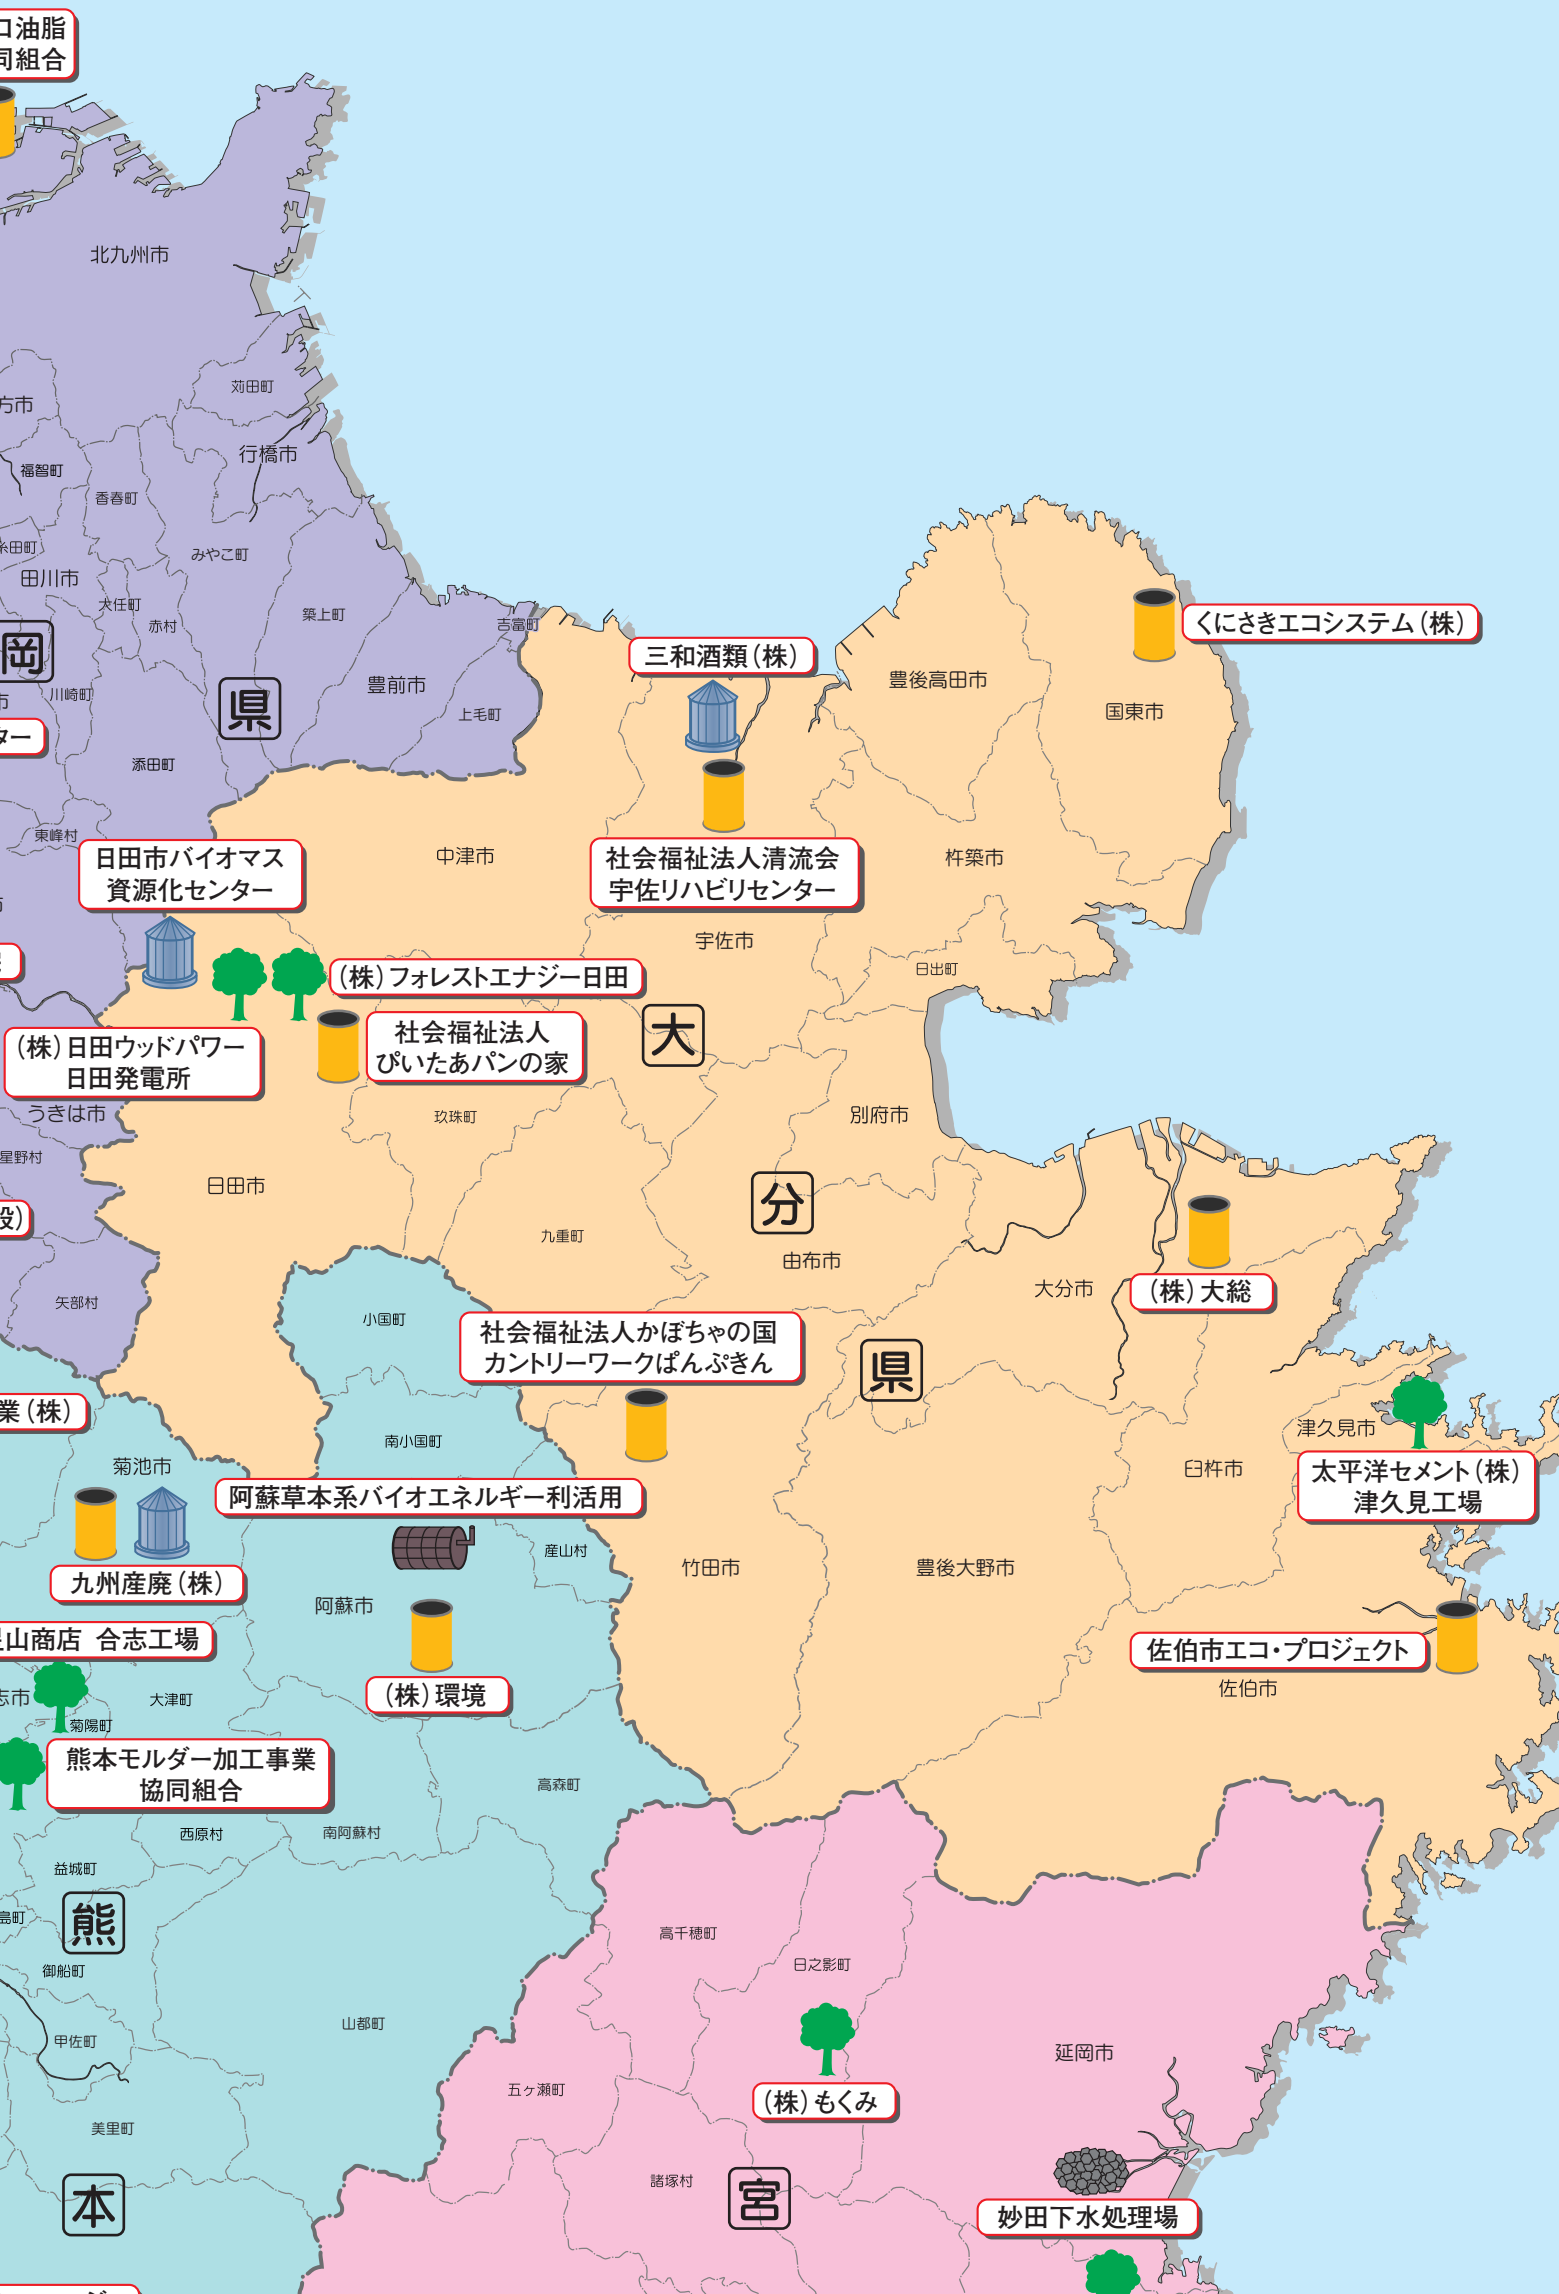 口油脂
同組合
北九州市
苅田町
方市
行橋市
福智町
香春町
糸田町
みやこ町
田川市
大任町
赤村
築上町
吉富町
岡
県
川崎町
市
豊前市
上毛町
ター
添田町
東峰村
三和酒類(株)
豊後高田市
くにさきエコシステム(株)
国東市
日田市バイオマス
資源化センター
中津市
社会福祉法人清流会
宇佐リハビリセンター
杵築市
宇佐市
日出町
(株)フォレストエナジー日田
大
社会福祉法人
ぴいたあパンの家
(株)日田ウッドパワー
日田発電所
うきは市
玖珠町
別府市
星野村
日田市
分
設)
九重町
由布市
大分市
(株)大総
矢部村
小国町
社会福祉法人かぼちゃの国
カントリーワークぱんぷきん
県
業(株)
南小国町
津久見市
菊池市
臼杵市
太平洋セメント(株)
津久見工場
阿蘇草本系バイオエネルギー利活用
産山村
竹田市
豊後大野市
九州産廃(株)
阿蘇市
山商店 合志工場
佐伯市エコ・プロジェクト
佐伯市
(株)環境
志市
大津町
菊陽町
熊本モルダー加工事業
協同組合
高森町
西原村
南阿蘇村
益城町
島町
熊
高千穂町
御船町
日之影町
山都町
甲佐町
延岡市
五ヶ瀬町
(株)もくみ
美里町
諸塚村
本
宮
妙田下水処理場